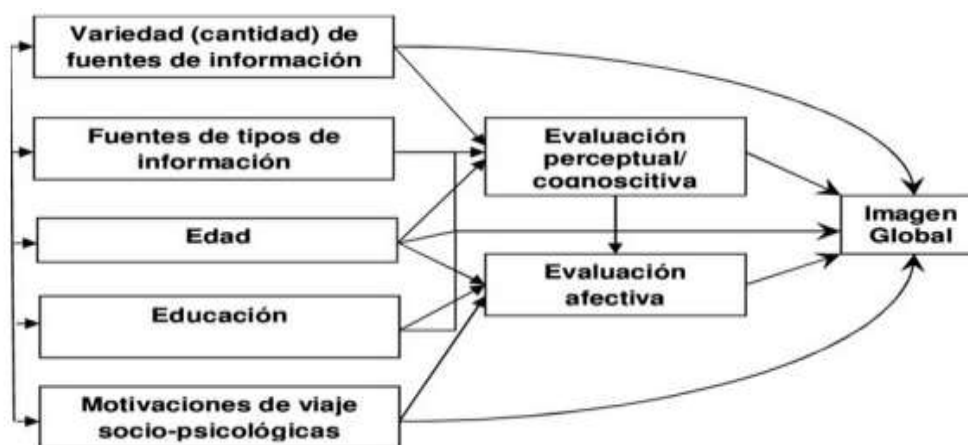 Variedad (cantidad) de
fuentes de información
Fuentes de tipos de
información
Edad
Educación
Motivaciones de viaje
socio-psicológicas
Evaluación
perceptual/
cognoscitiva
Evaluación
afectiva
Imagen
Global